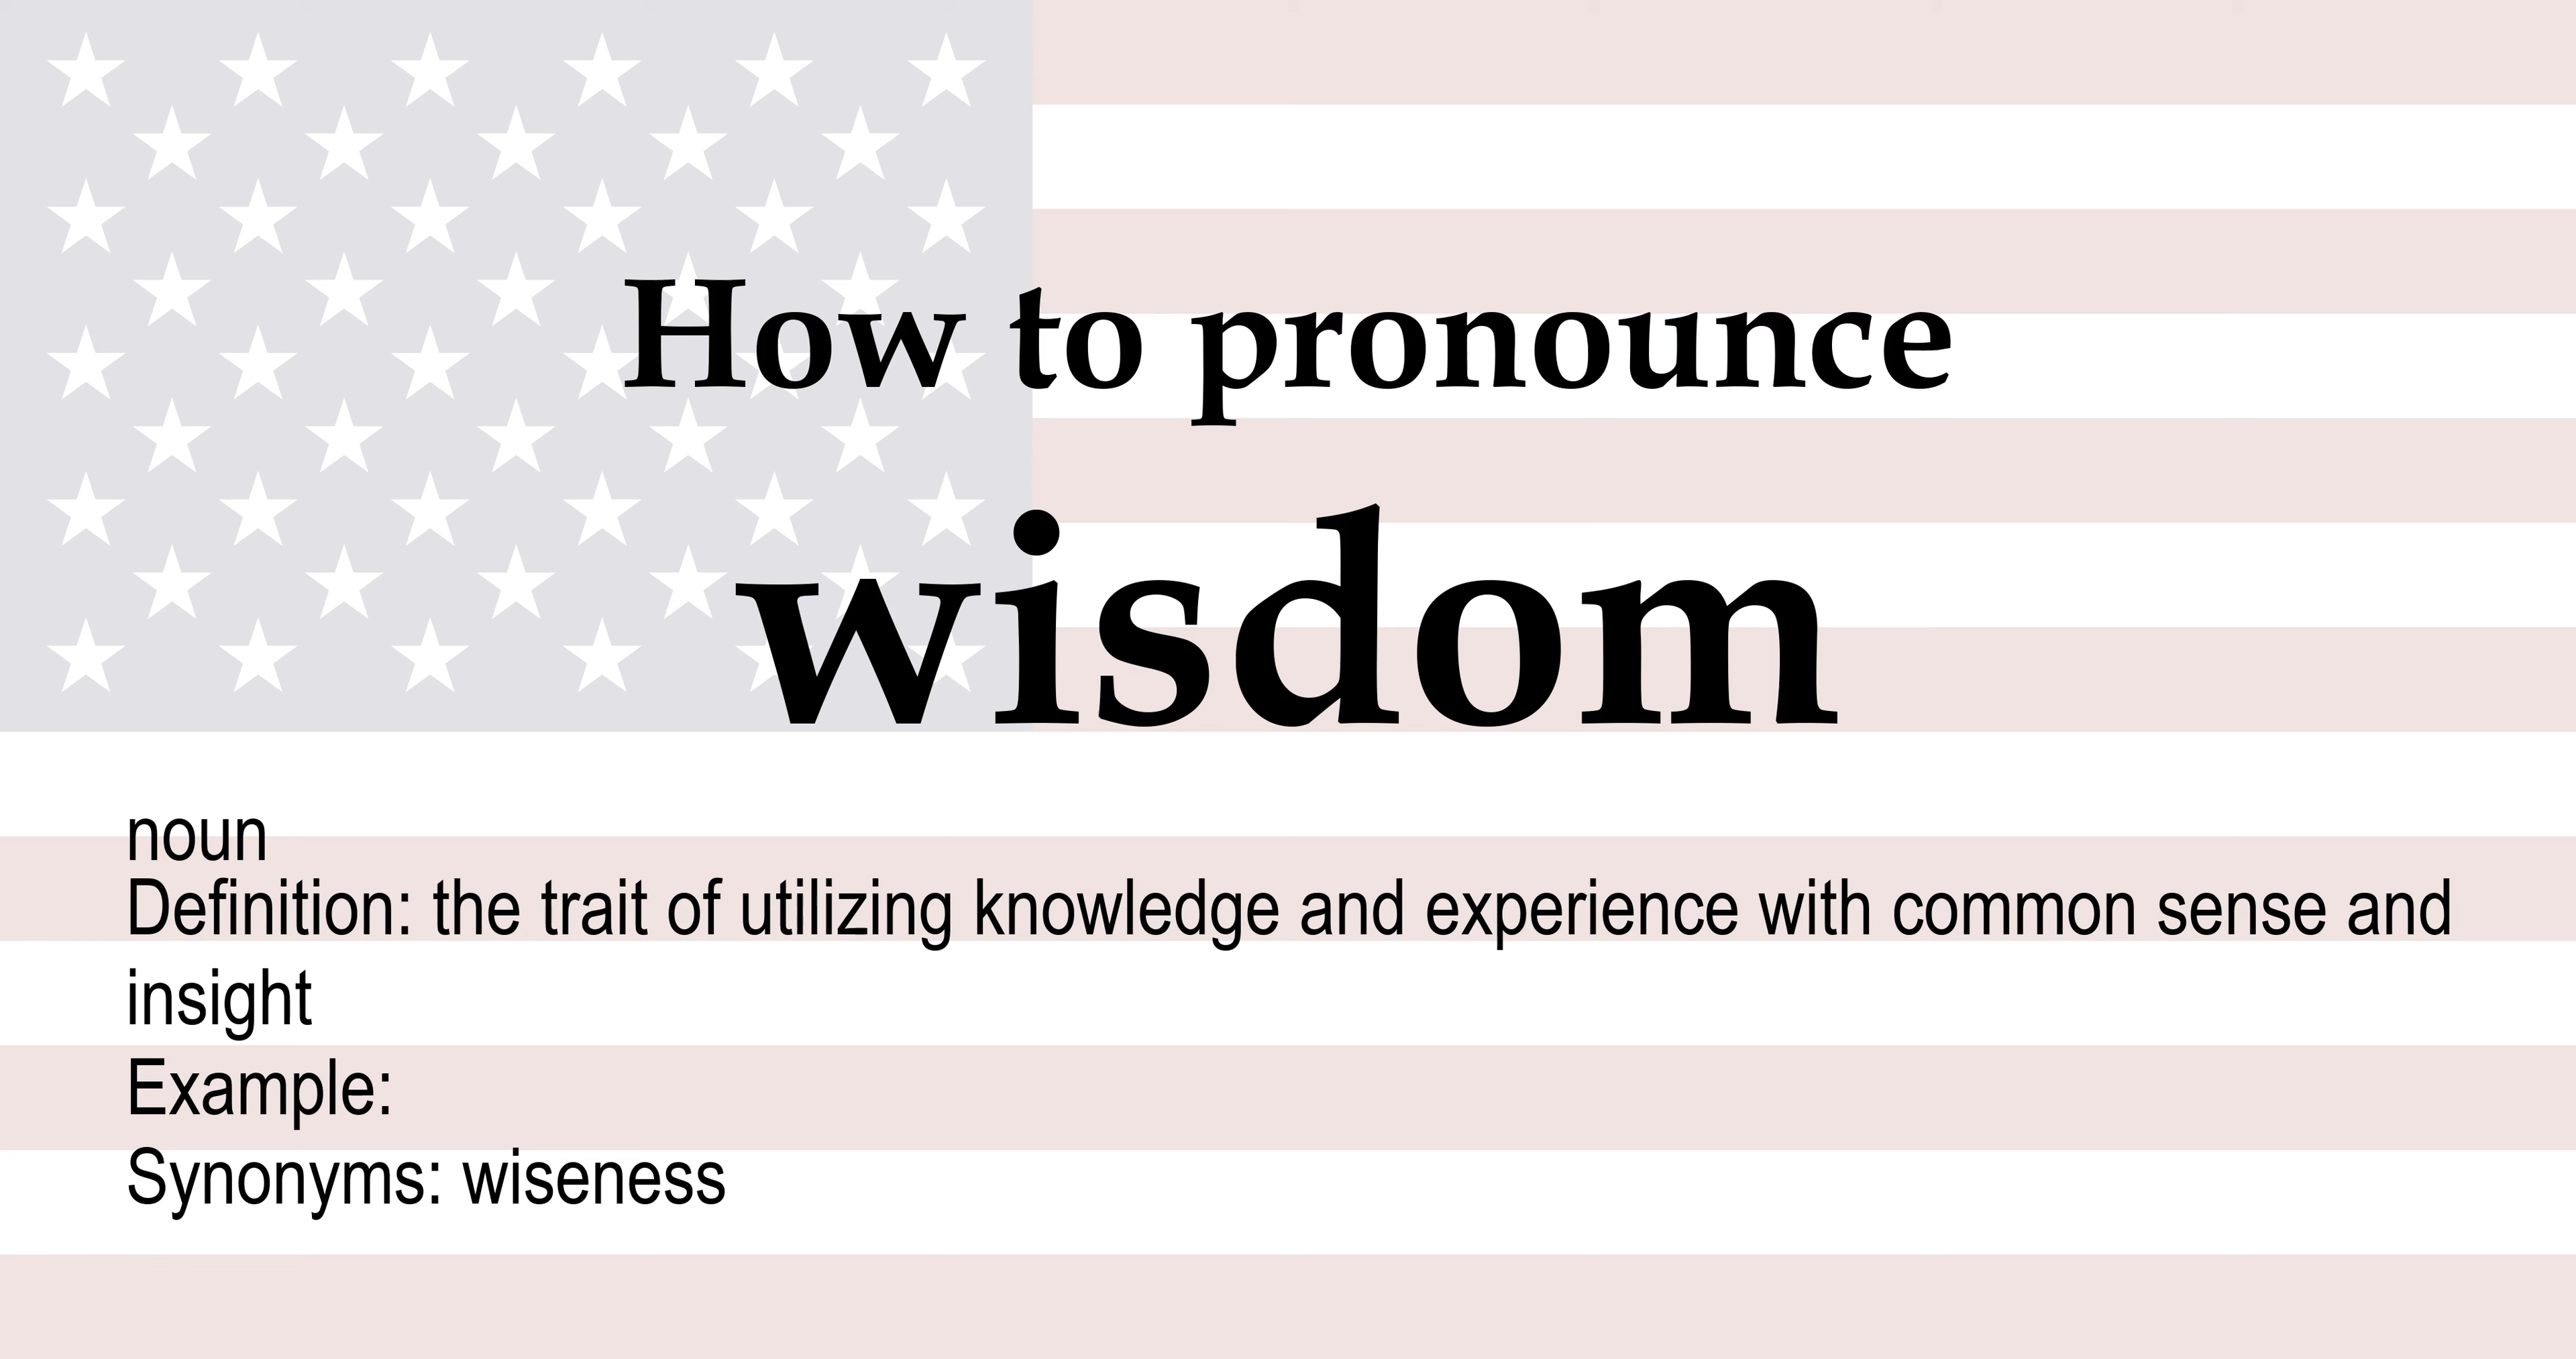 How to pronounce
wisdom
noun
Definition: the trait of utilizing knowledge and experience with common sense and
insight
Example:
Synonyms: wiseness